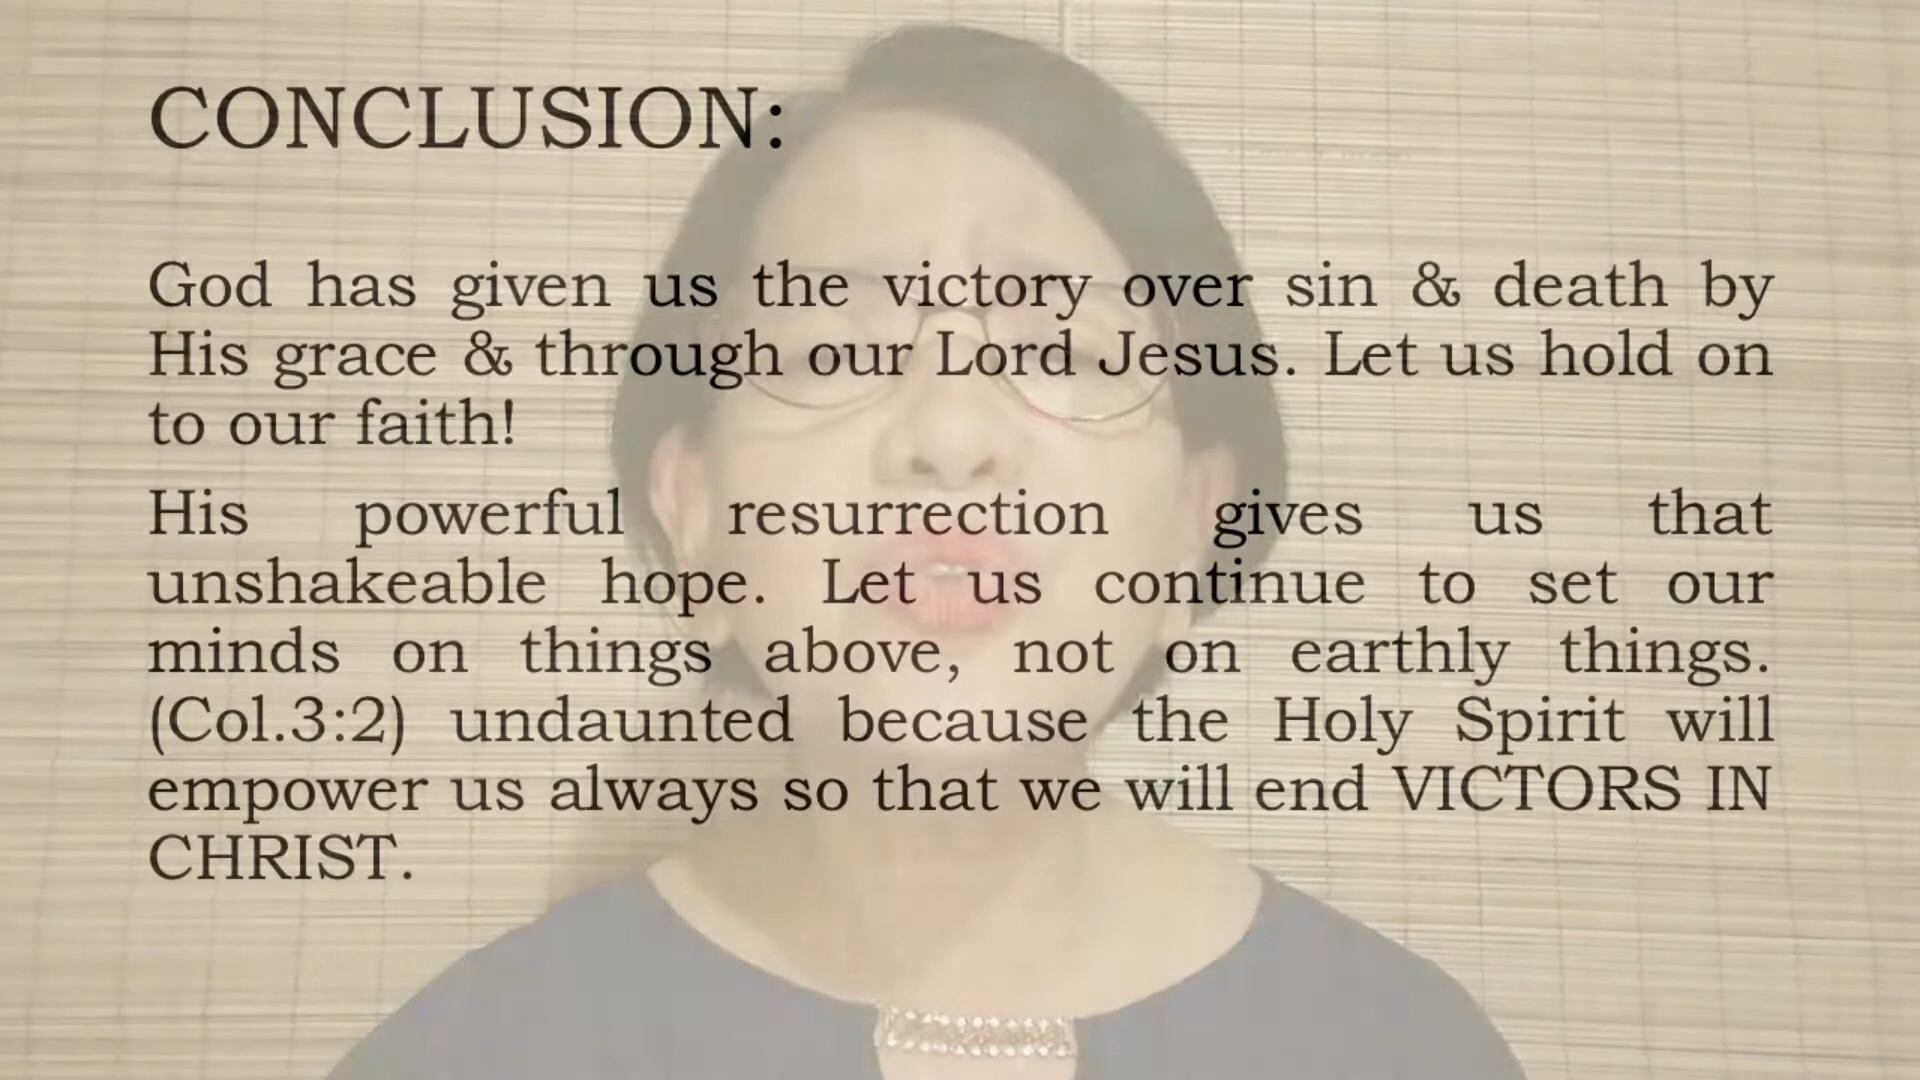 CONCLUSION:
God has given us the victory over sin & death by
His grace & through our Lord Jesus. Let us hold on
to our faith!
His powerful resurrection gives us that
unshakeable hope. Let us continue to set our
minds on things above, not on earthly things.
(Col.3:2) undaunted because the Holy Spirit will
empower us always so that we will end VICTORS IN
CHRIST.